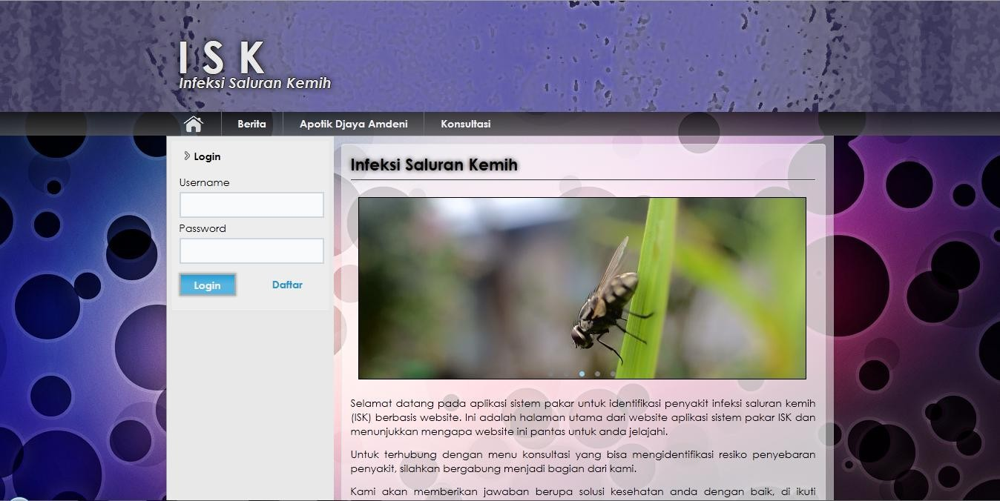 I S K
Infeksi Saluran Kemih
Berita
Apotik Djaya Amdeni
Konsultasi
Login
Username
Password
Login
Daftar
Infeksi Saluran Kemih
Selamat datang pada aplikasi sistem pakar untuk identifikasi penyakit infeksi saluran kemih
(ISK) berbasis website. Ini adalah halaman utama dari website aplikasi sistem pakar ISK dan
menunjukkan mengapa website ini pantas untuk anda jelajahi.
Untuk terhubung dengan menu konsultasi yang bisa mengidentifikasi resiko penyebaran
penyakit, silahkan bergabung menjadi bagian dari kami.
Kami akan memberikan jawaban berupa solusi kesehatan anda dengan baik, di ikuti